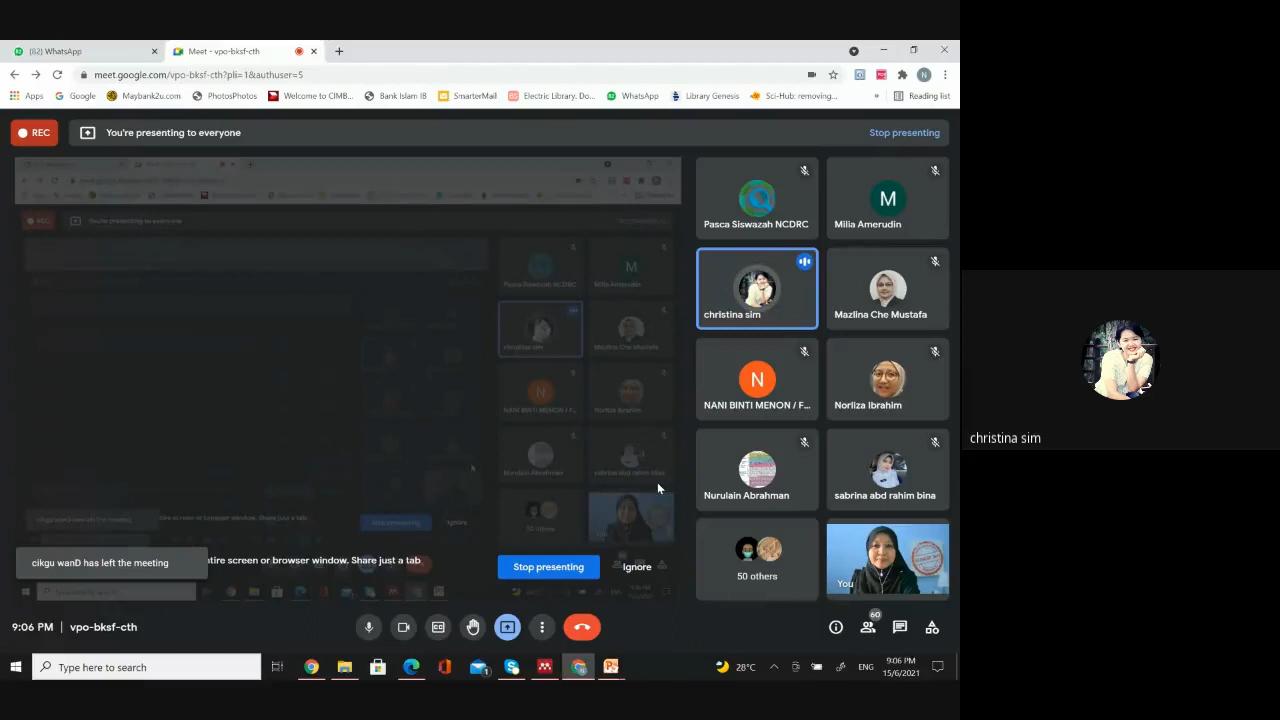 (82) WhatsApp
Meet - vpo-bksf-cth
meet.google.com/vpo-bksf-cth?pli=1&authuser=5
Apps
Google
Maybank2u.com
PhotosPhotos
Welcome to CIMB...
Bank Islam IB
SmarterMail
Electric Library. Do...
WhatsApp
Library Genesis
Sci-Hub: removing...
»
Reading list
REC
You're presenting to everyone
Stop presenting
Pasca Siswazah NCDRC
M
Milia Amerudin
christina sim
Mazlina Che Mustafa
N
NANI BINTI MENON / F...
Norliza Ibrahim
Nurulain Abrahman
sabrina abd rahim bina
50 others
You
cikgu wanD has left the meeting
ntire screen or browser window. Share just a tab
Stop presenting
Ignore
9:06 PM | vpo-bksf-cth
60
Type here to search
28°C
ENG
9:06 PM
15/6/2021
christina sim